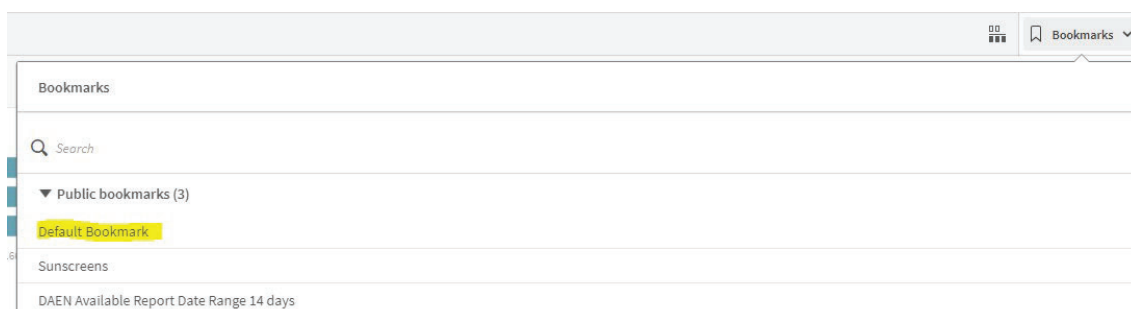 Bookmarks
Bookmarks
Search
Public bookmarks (3)
Default Bookmark
Sunscreens
DAEN Available Report Date Range 14 days